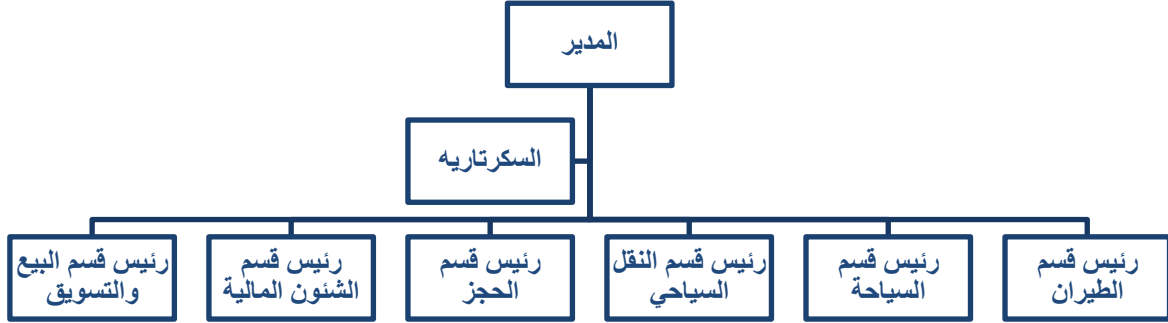 المدير
السكرتاريه
رئيس قسم
الطيران
رئيس قسم
السياحة
رئيس قسم النقل
السياحي
رئيس قسم
الحجز
رئيس قسم
الشئون المالية
رئيس قسم البيع
والتسويق